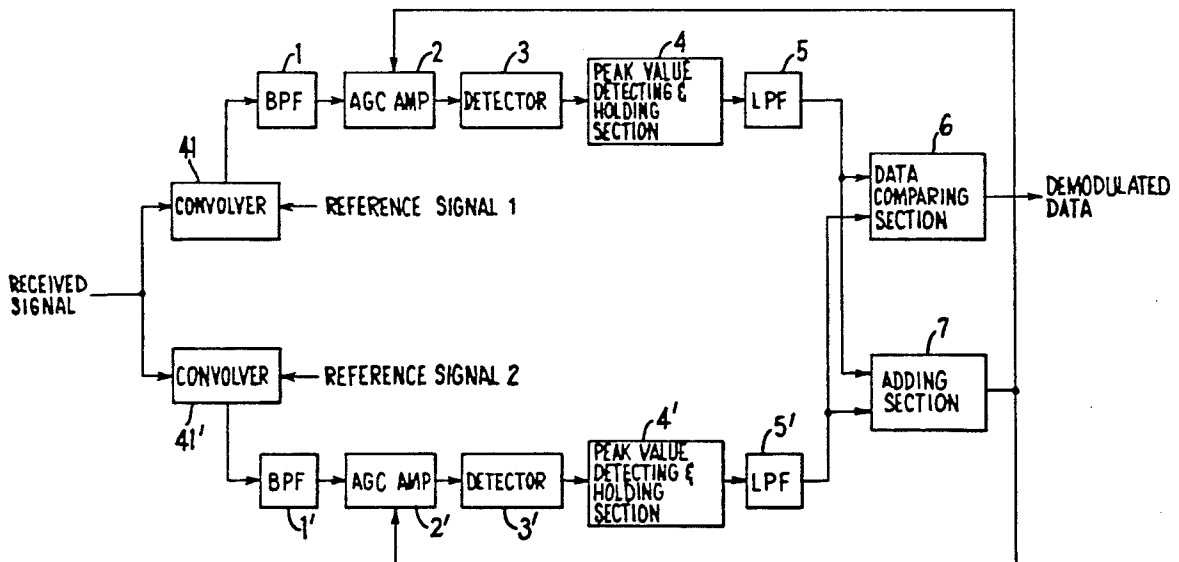 1
BPF
2
AGC AMP
3
DETECTOR
4
PEAK VALUE
DETECTING &
HOLDING
SECTION
5
LPF
41
CONVOLVER
REFERENCE SIGNAL 1
6
DATA
COMPARING
SECTION
DEMODULATED
DATA
RECEIVED
SIGNAL
CONVOLVER
41'
REFERENCE SIGNAL 2
7
ADDING
SECTION
BPF
1'
AGC AMP
2'
DETECTOR
3'
4'
PEAK VALUE
DETECTING &
HOLDING
SECTION
5'
LPF